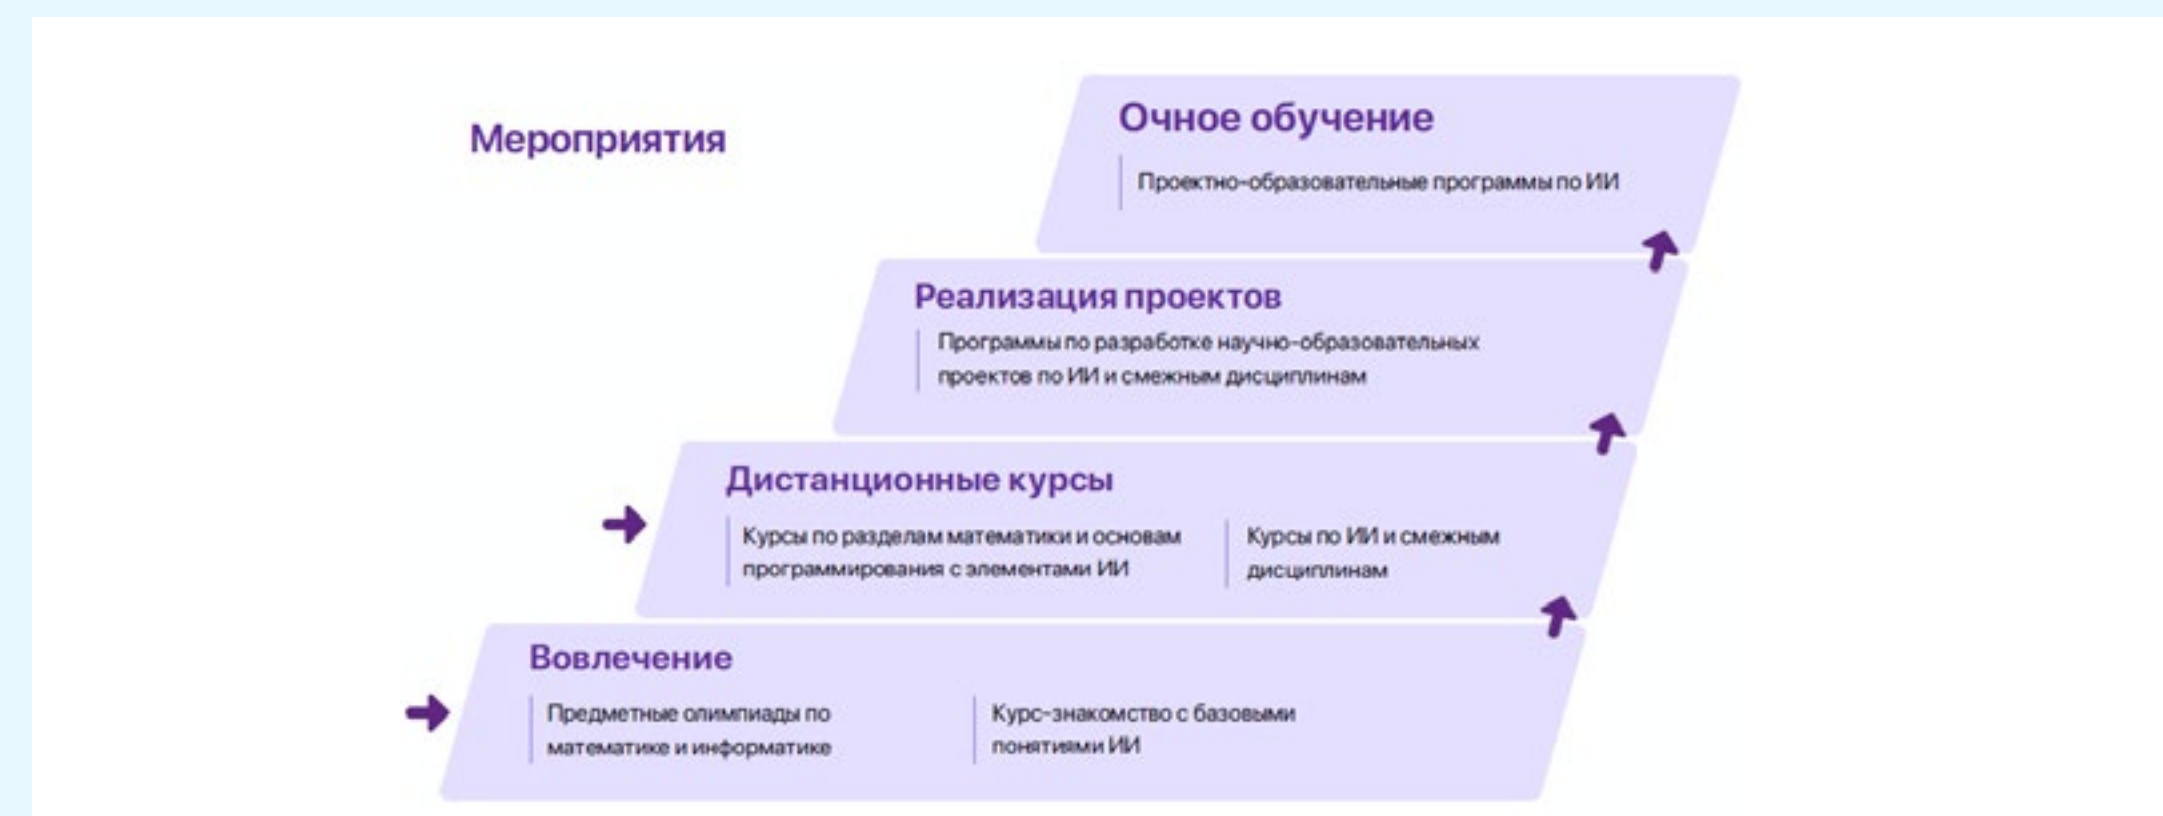 Мероприятия
Очное обучение
Проектно-образовательные программы по ИИ
Реализация проектов
Программы по разработке научно-образовательных
проектов по ИИ и смежным дисциплинам
Дистанционные курсы
Курсы по разделам математики и основам
программирования с элементами ИИ
Курсы по ИИ и смежным
дисциплинам
Вовлечение
Предметные олимпиады по
математике и информатике
Курс-знакомство с базовыми
понятиями ИИ